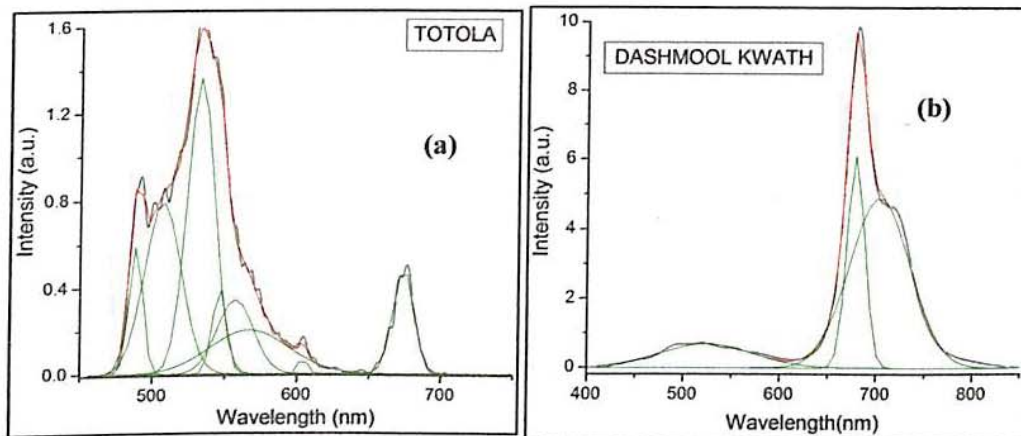 TOTOLA
(a)
Intensity (a.u.)
1.6
1.2
0.8
0.4
0.0
500
600
700
Wavelength (nm)
DASHMOOL KWATH
(b)
Intensity (a.u.)
10
8
6
4
2
0
400
500
600
700
800
Wavelength(nm)